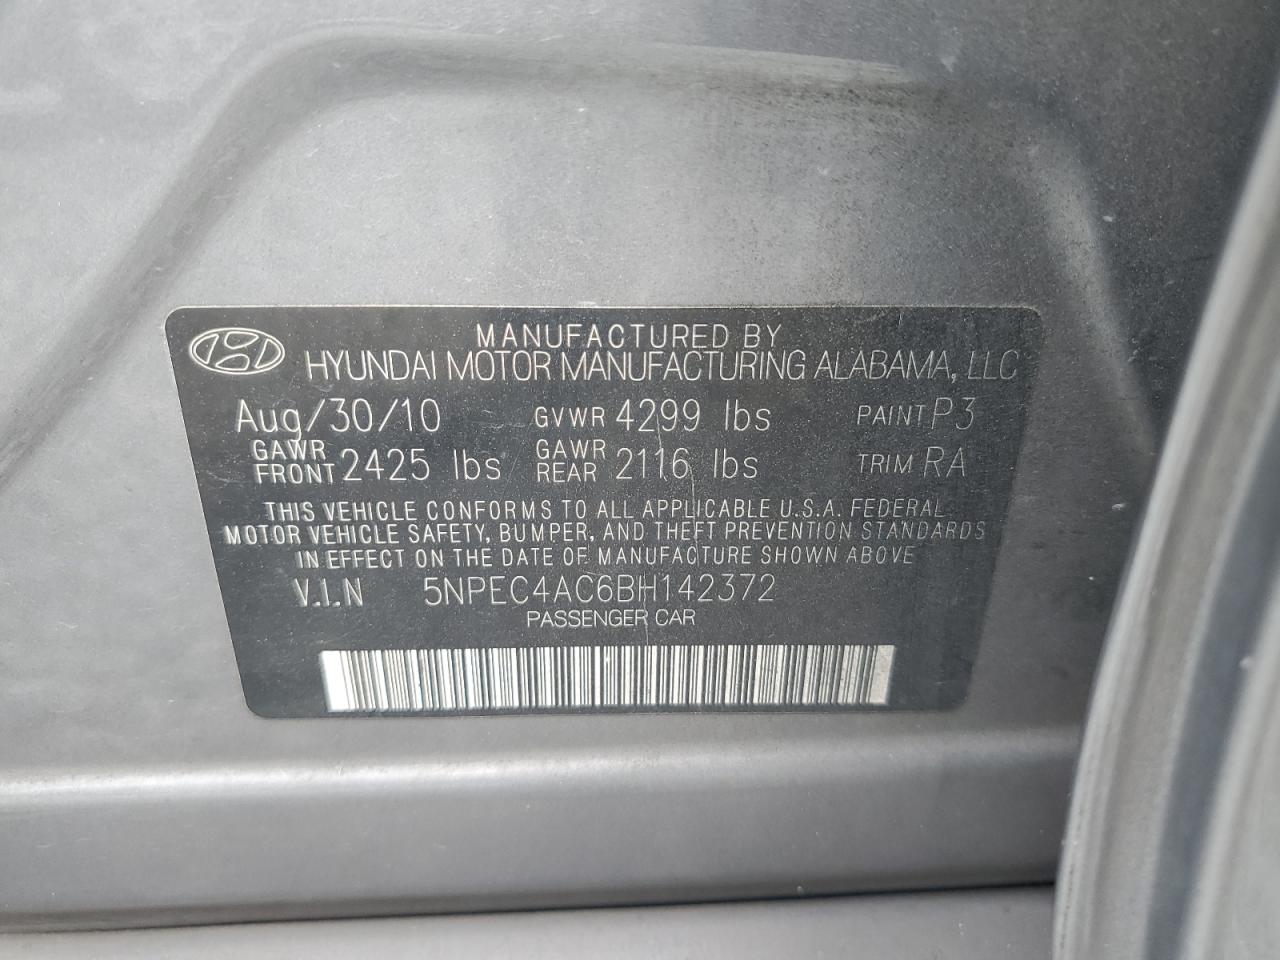 MANUFACTURED BY
HYUNDAI MOTOR MANUFACTURING ALABAMA, LLC
Aug/30/10 GVWR 4299 lbs PAINT P3
GAWR FRONT 2425 lbs GAWR REAR 2116 lbs TRIM RA
THIS VEHICLE CONFORMS TO ALL APPLICABLE U.S.A. FEDERAL
MOTOR VEHICLE SAFETY, BUMPER, AND THEFT PREVENTION STANDARDS
IN EFFECT ON THE DATE OF MANUFACTURE SHOWN ABOVE
V.I.N 5NPEC4AC6BH142372
PASSENGER CAR